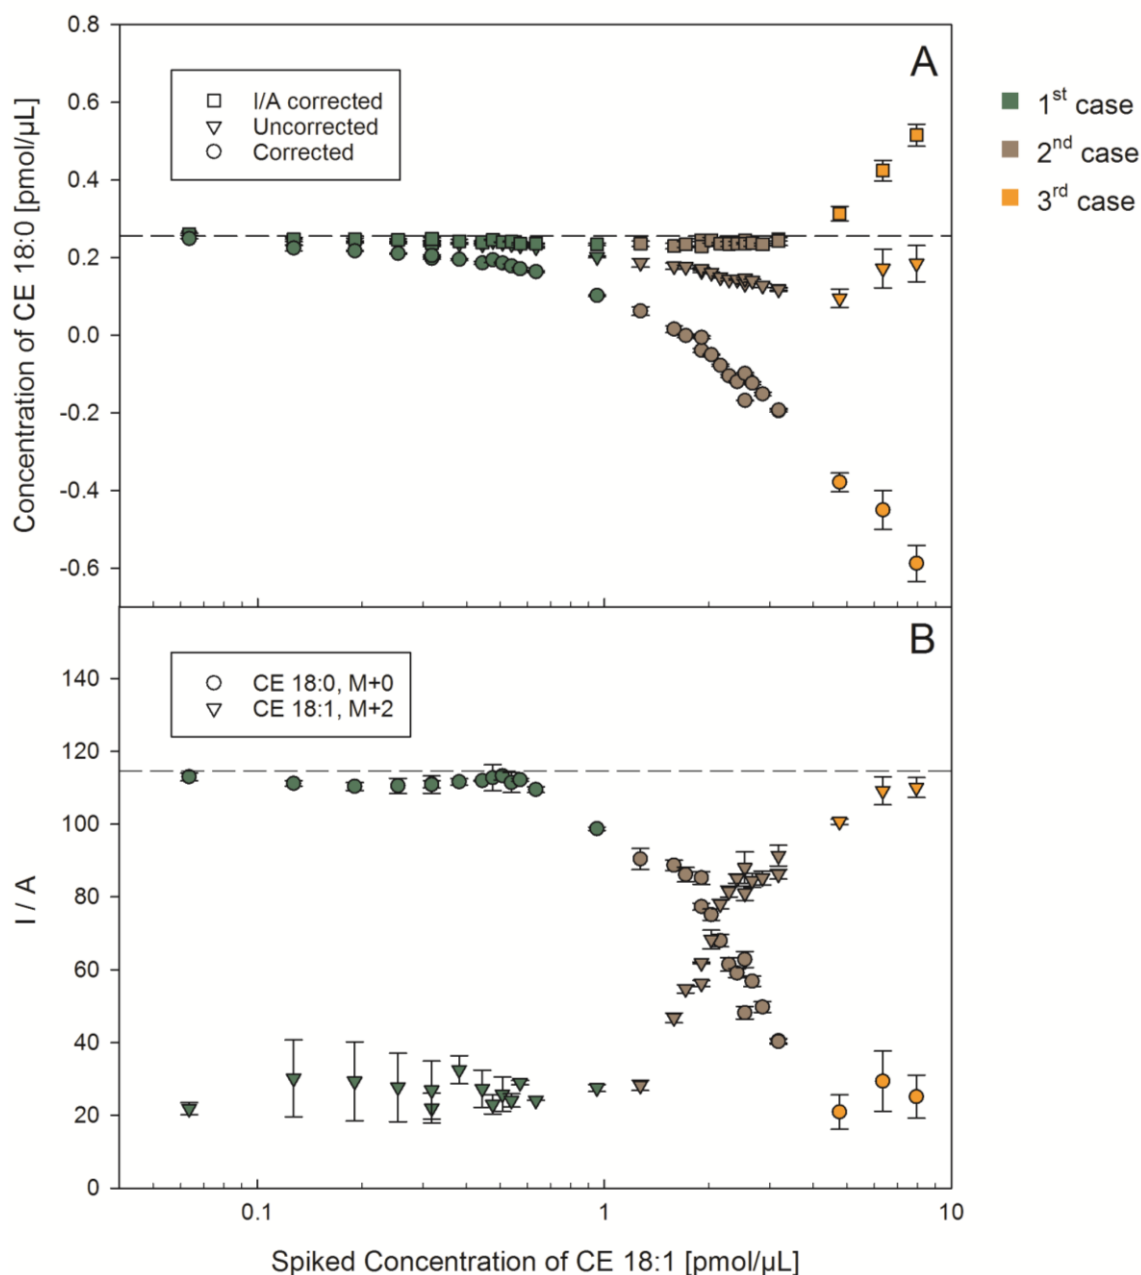 A
I/A corrected
Uncorrected
Corrected
1st case
2nd case
3rd case
Concentration of CE 18:0 [pmol/µL]
0.8
0.6
0.4
0.2
0.0
-0.2
-0.4
-0.6
B
CE 18:0, M+0
CE 18:1, M+2
I / A
140
120
100
80
60
40
20
0
0.1 1 10
Spiked Concentration of CE 18:1 [pmol/µL]